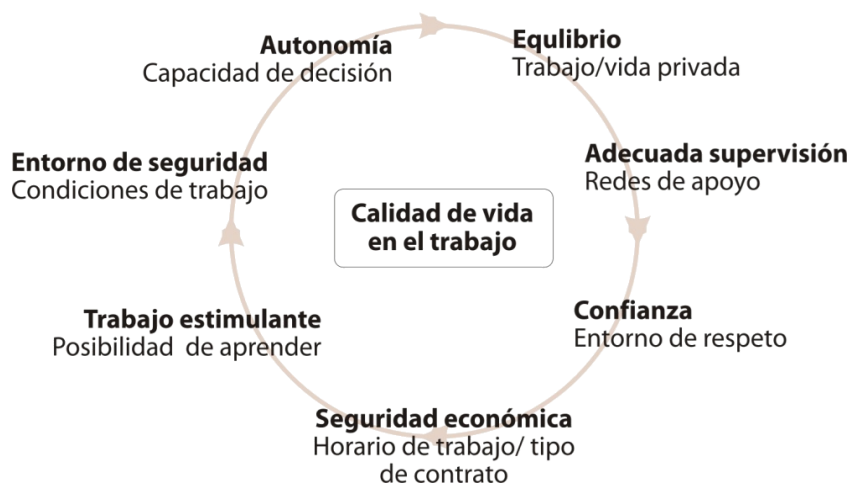 Autonomía
Capacidad de decisión
Equlibrio
Trabajo/vida privada
Adecuada supervisión
Redes de apoyo
Confianza
Entorno de respeto
Seguridad económica
Horario de trabajo/ tipo
de contrato
Trabajo estimulante
Posibilidad de aprender
Entorno de seguridad
Condiciones de trabajo
Calidad de vida
en el trabajo